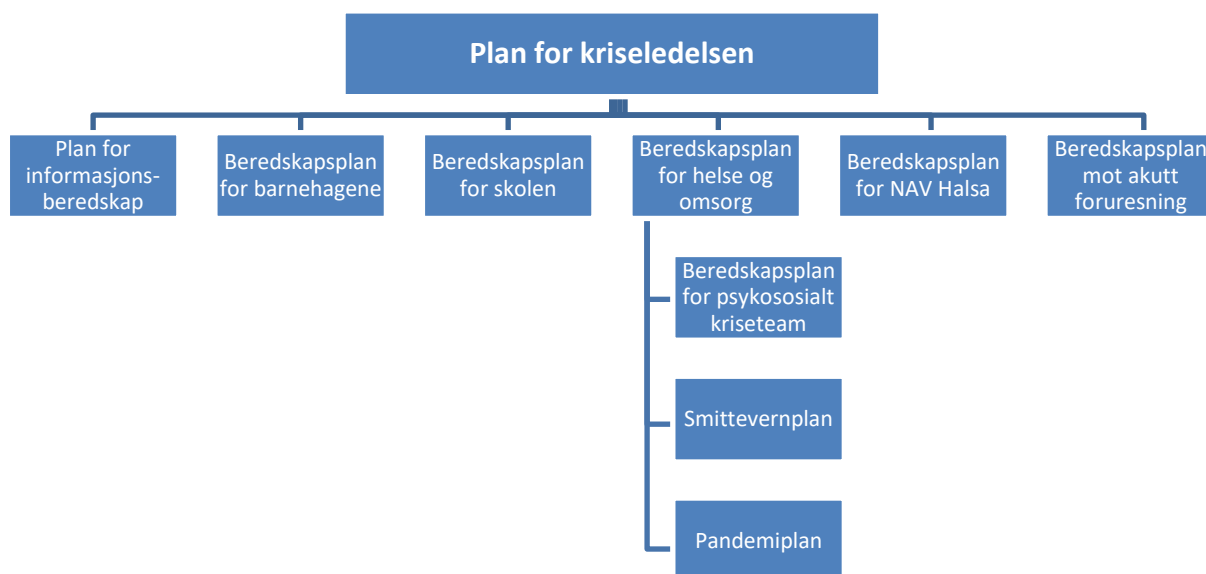 Plan for kriseledelsen
Plan for
informasjons-
beredskap
Beredskapsplan
for barnehagene
Beredskapsplan
for skolen
Beredskapsplan
for helse og
omsorg
Beredskapsplan
for NAV Halsa
Beredskapsplan
mot akutt
foruresning
Beredskapsplan
for psykososialt
kriseteam
Smittevernplan
Pandemiplan